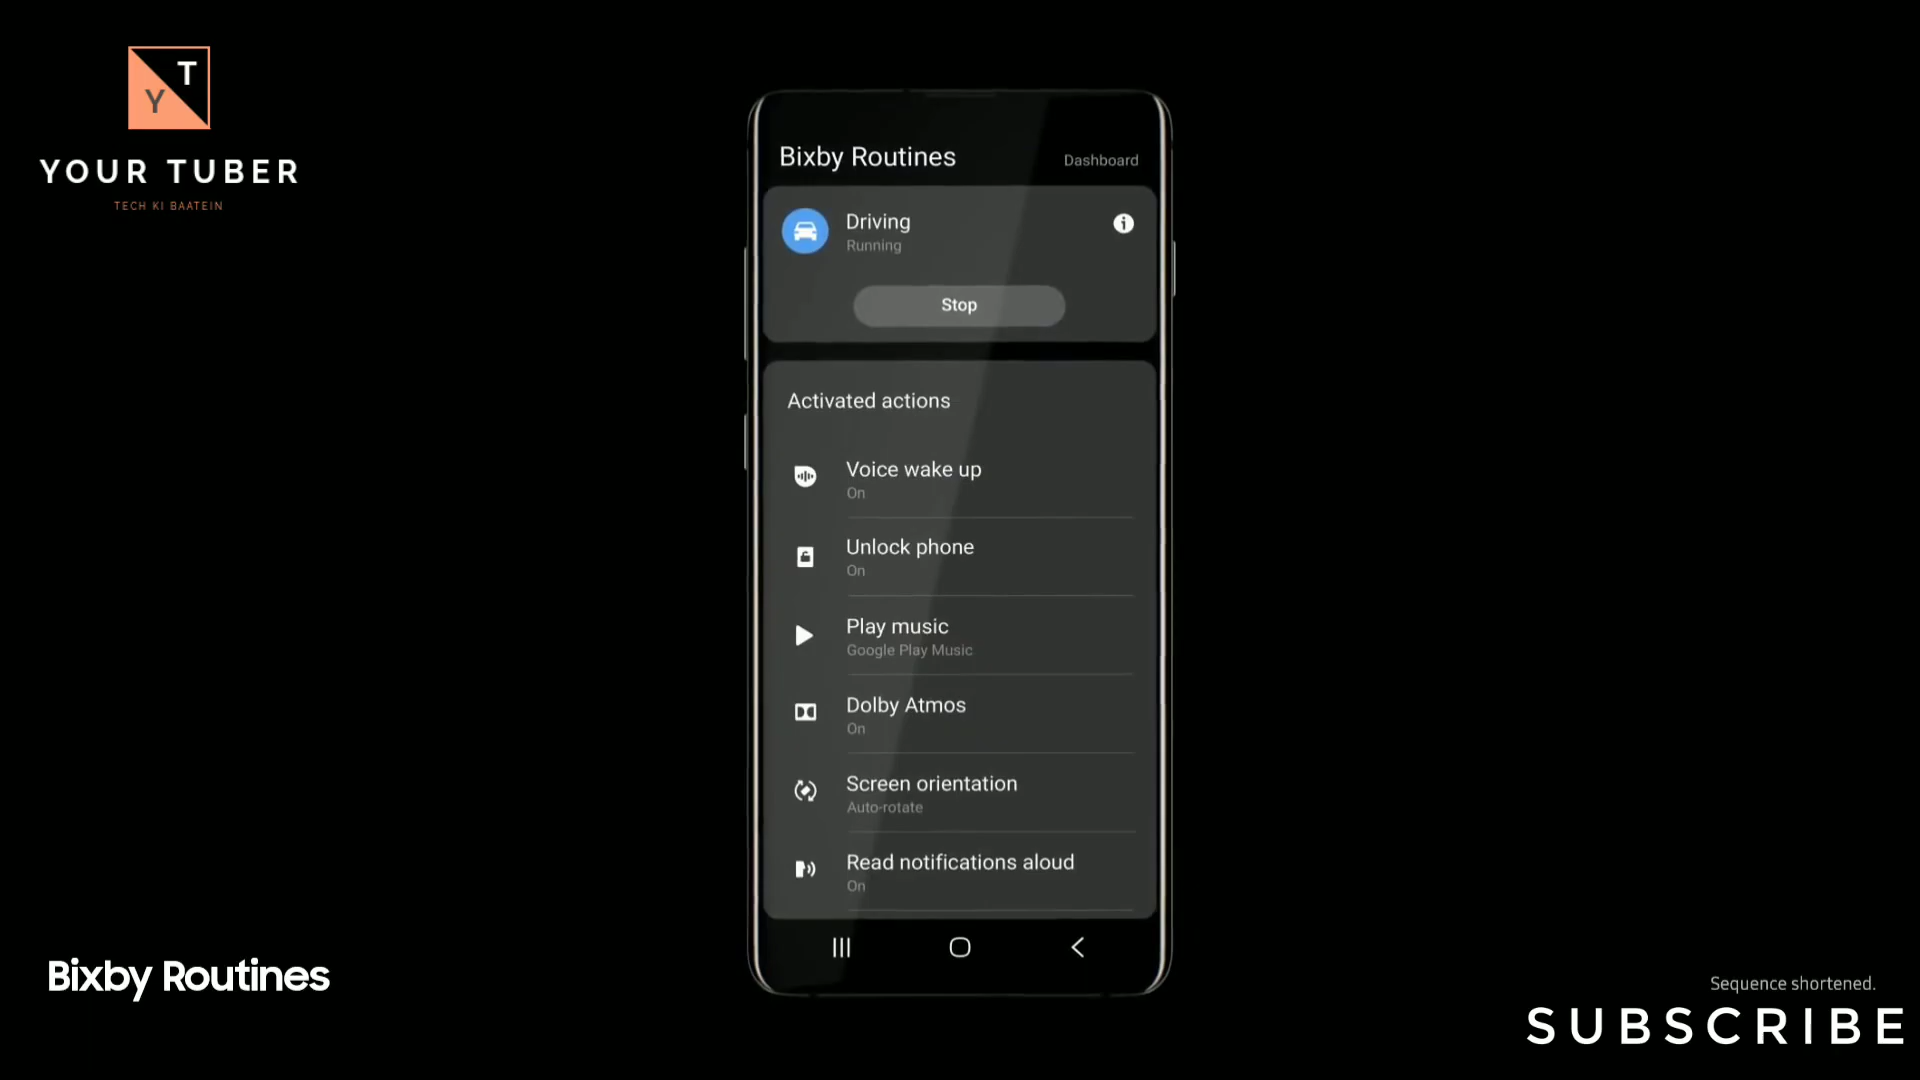 Y T
YOUR TUBER
TECH KI BAATEIN
Bixby Routines
Dashboard
Driving
Running
Stop
Activated actions
Voice wake up
On
Unlock phone
On
Play music
Google Play Music
Dolby Atmos
On
Screen orientation
Auto-rotate
Read notifications aloud
On
Bixby Routines
Sequence shortened.
SUBSCRIBE